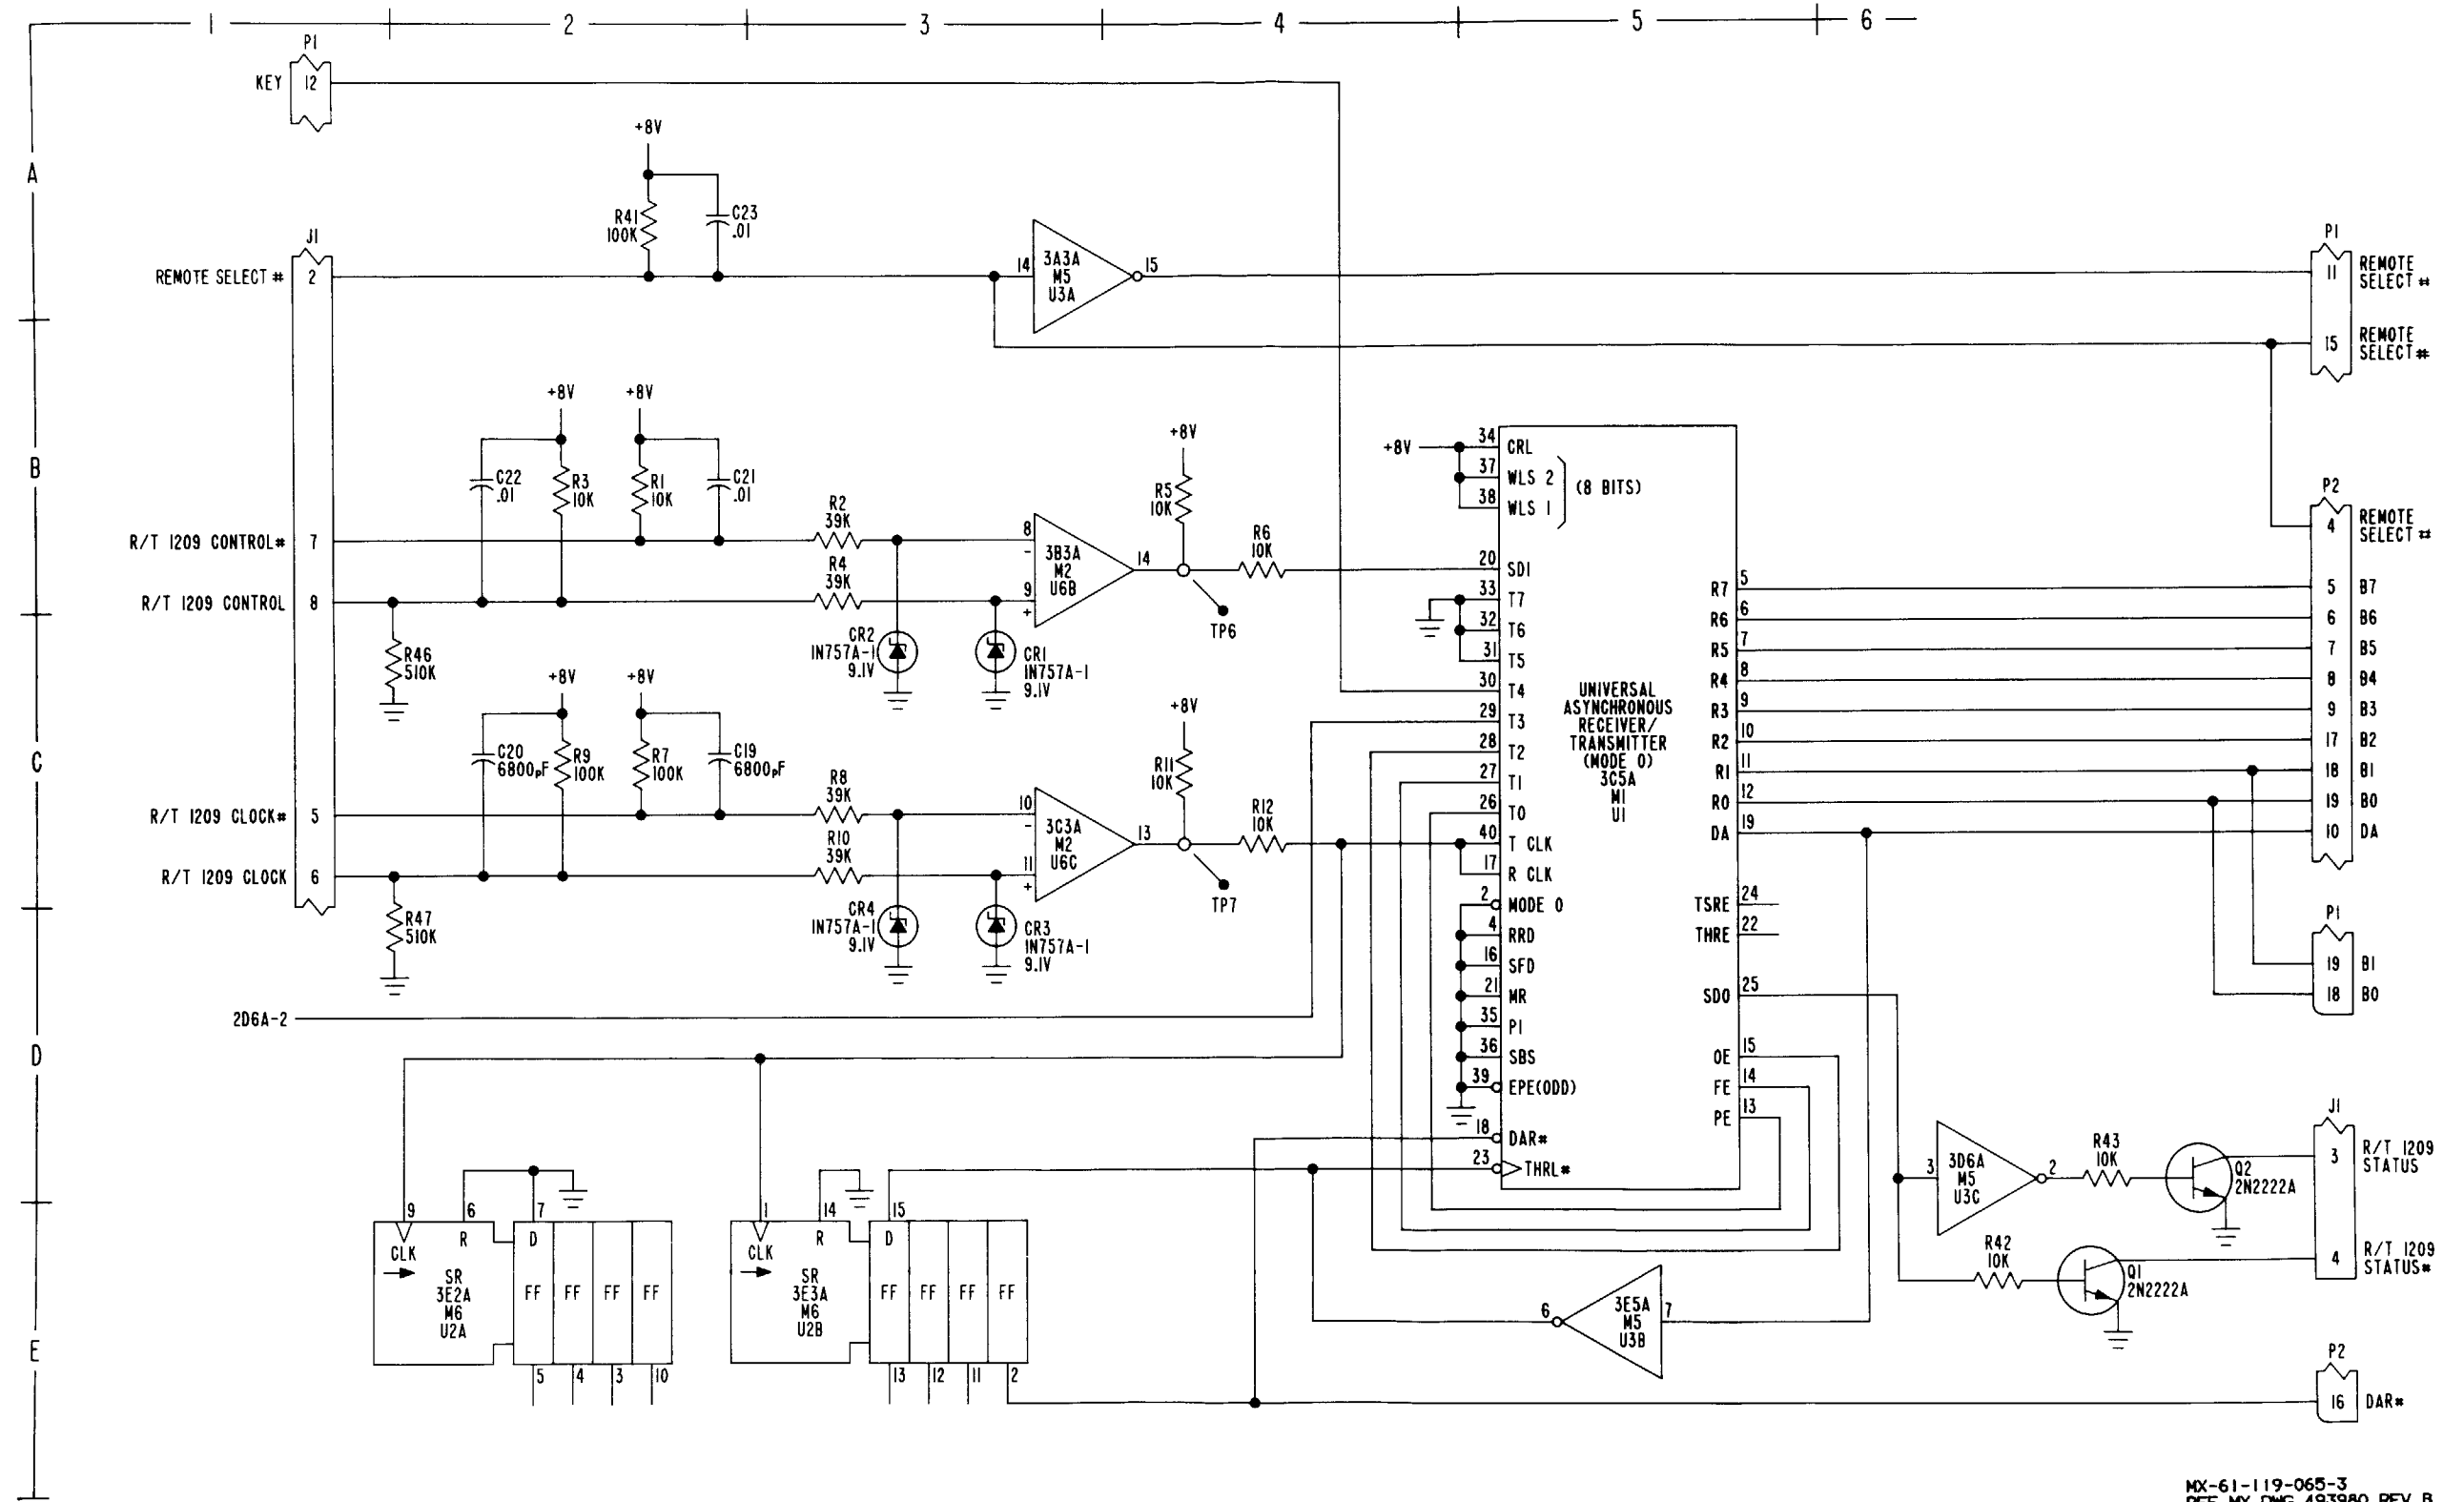 1 2 3 4 5 6
A
B
C
D
E
P1
KEY 12
+8V
R41
100K
C23
.01
J1
REMOTE SELECT # 2
14 3A3A 15
M5
U3A
P1
11 REMOTE
SELECT #
15 REMOTE
SELECT #
+8V +8V
C22
.01
R3
10K
R1
10K
C21
.01
R/T 1209 CONTROL# 7
R/T 1209 CONTROL 8
R2
39K
R4
39K
8
-
9
+
3B3A
M2
U6B
14
+8V
R5
10K
R6
10K
TP6
R46
510K
CR2
1N757A-1
9.1V
CR1
1N757A-1
9.1V
+8V +8V
C20
6800pF
R9
100K
R7
100K
C19
6800pF
R/T 1209 CLOCK# 5
R/T 1209 CLOCK 6
R8
39K
R10
39K
10
-
11
+
3C3A
M2
U6C
13
+8V
R11
10K
R12
10K
TP7
R47
510K
CR4
1N757A-1
9.1V
CR3
1N757A-1
9.1V
2D6A-2
+8V
34 CRL
37 WLS 2
38 WLS 1
(8 BITS)
20 SDI
33 T7
32 T6
31 T5
30 T4
29 T3
28 T2
27 T1
26 T0
40 T CLK
17 R CLK
2 MODE 0
4 RRD
16 SFD
21 MR
35 PI
36 SBS
39 EPE(ODD)
18 DAR#
23 THRL#
UNIVERSAL
ASYNCHRONOUS
RECEIVER/
TRANSMITTER
(MODE 0)
3C5A
M1
U1
R7 5
R6 6
R5 7
R4 8
R3 9
R2 10
R1 11
R0 12
DA 19
TSRE 24
THRE 22
SDO 25
OE 15
FE 14
PE 13
P2
4 REMOTE
SELECT #
5 B7
6 B6
7 B5
8 B4
9 B3
17 B2
18 B1
19 B0
10 DA
P1
19 B1
18 B0
3 3D6A 2
M5
U3C
R43
10K
Q2
2N2222A
R42
10K
Q1
2N2222A
J1
3 R/T 1209
STATUS
4 R/T 1209
STATUS#
9 6 7
CLK R D
SR
3E2A
M6
U2A
FF FF FF FF
5 4 3 10
1 14 15
CLK R D
SR
3E3A
M6
U2B
FF FF FF FF
13 12 11 2
6 3E5A 7
M5
U3B
P2
16 DAR#
MX-61-119-065-3
REF MX DWG 493980 REV B